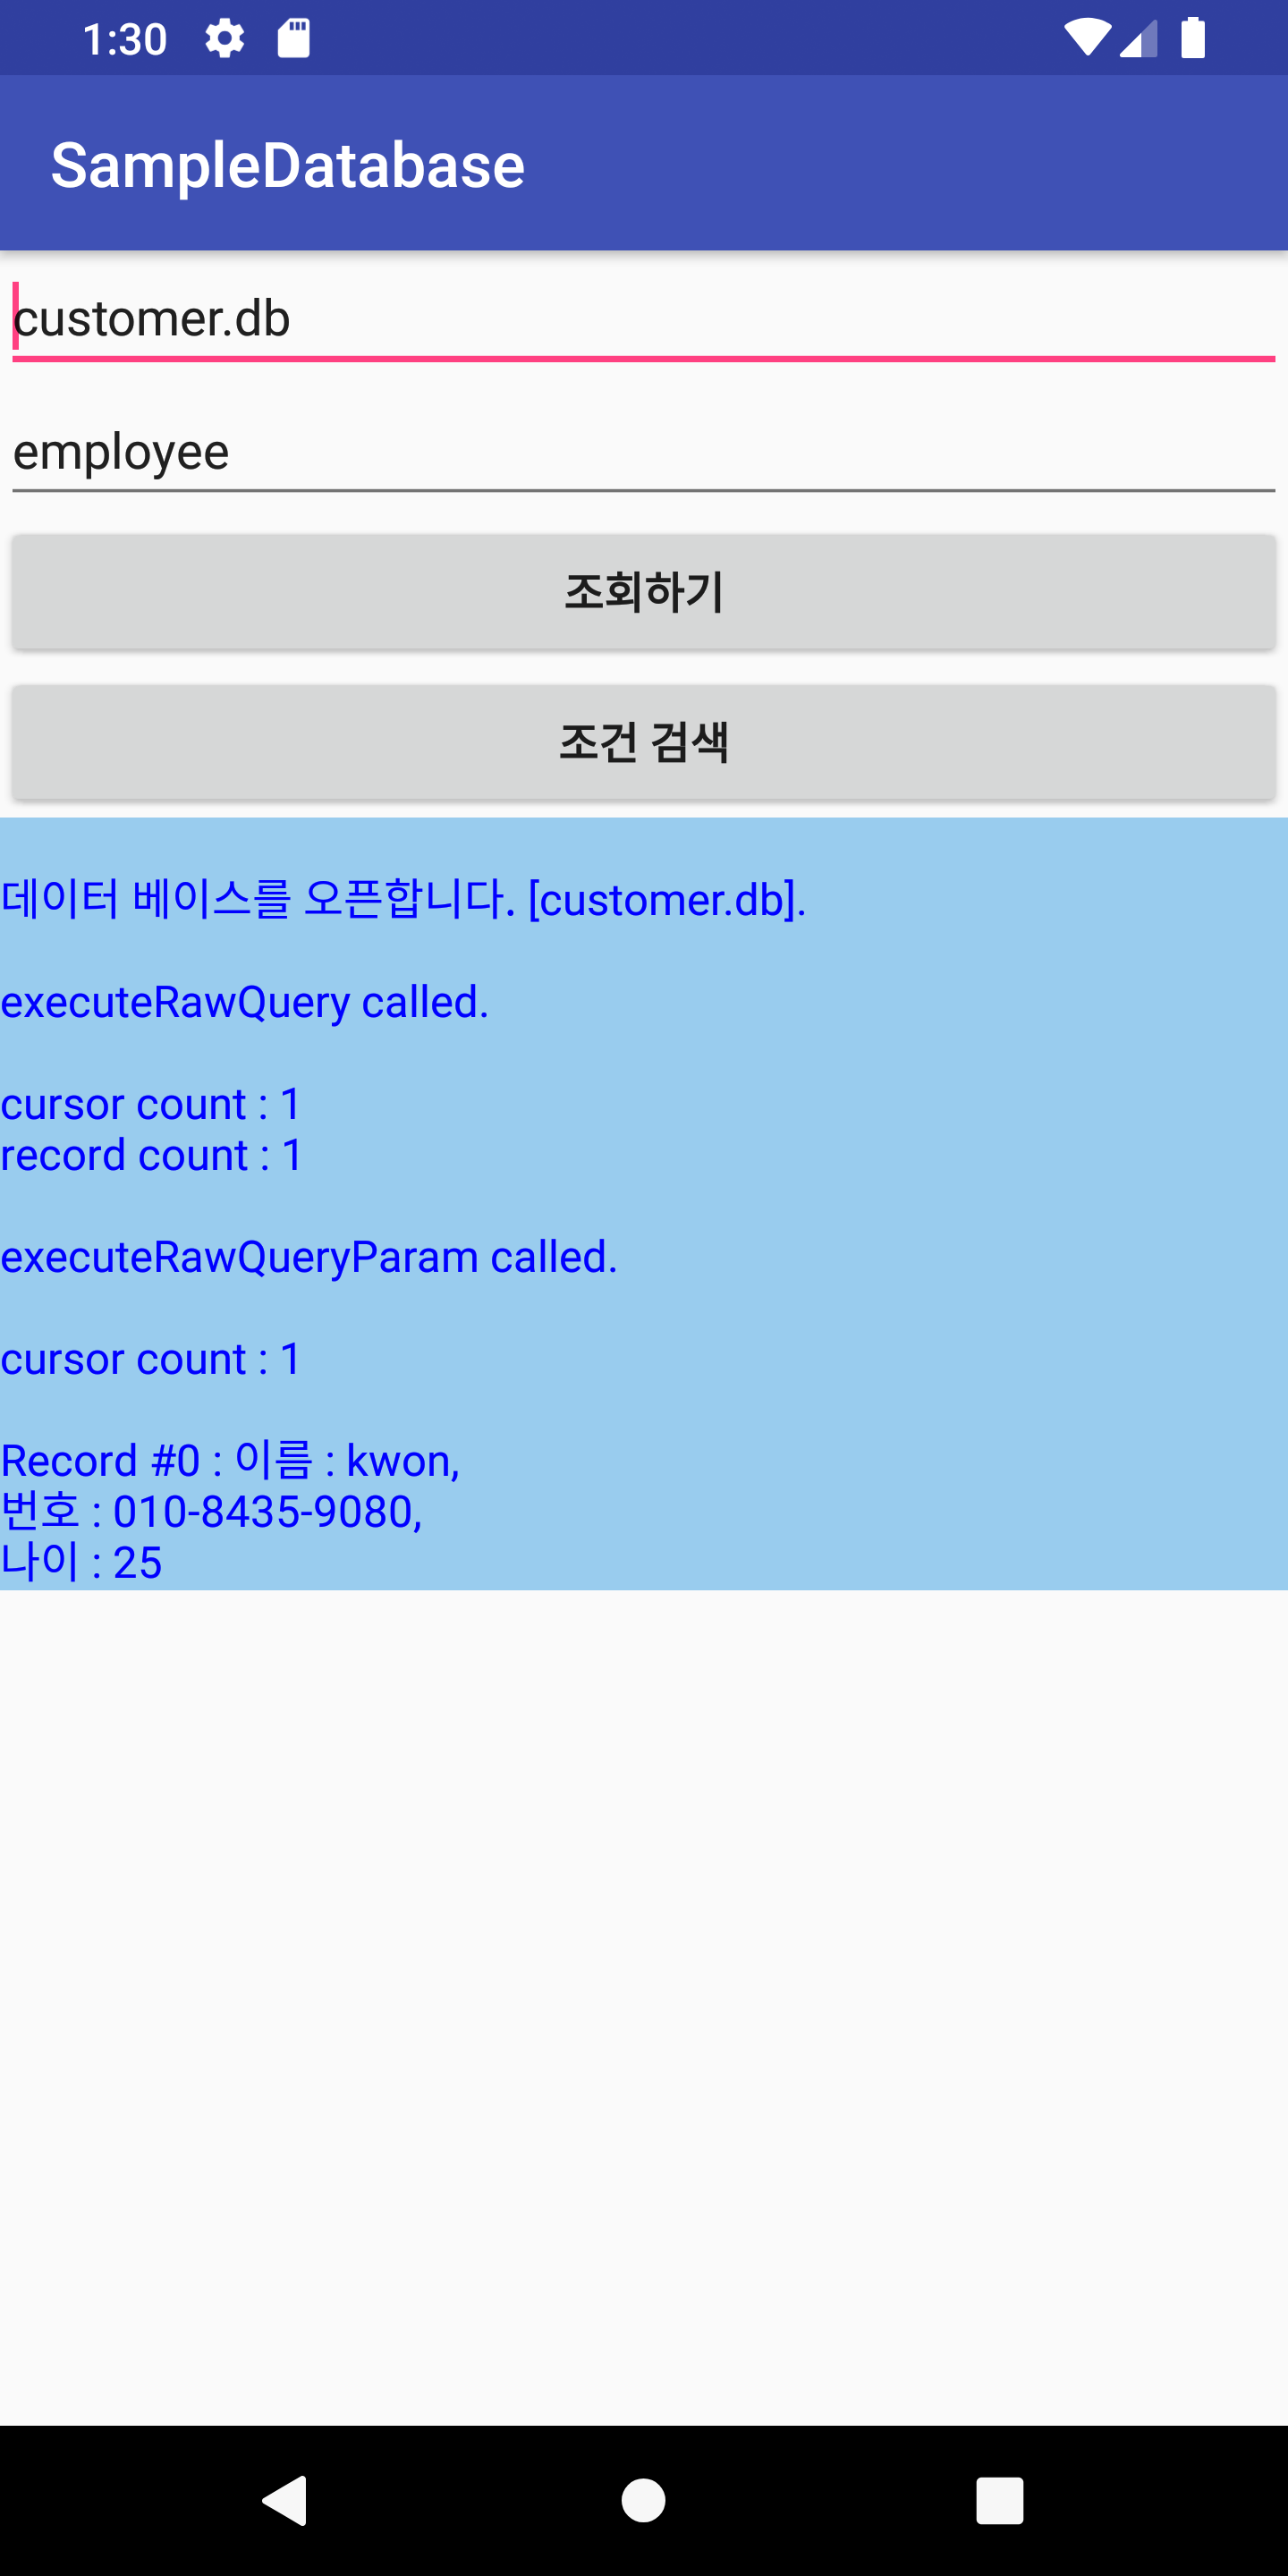 1:30
SampleDatabase
customer.db
employee
조회하기
조건 검색
데이터 베이스를 오픈합니다. [customer.db].
executeRawQuery called.
cursor count : 1
record count : 1
executeRawQueryParam called.
cursor count : 1
Record #0 : 이름 : kwon,
번호 : 010-8435-9080,
나이 : 25